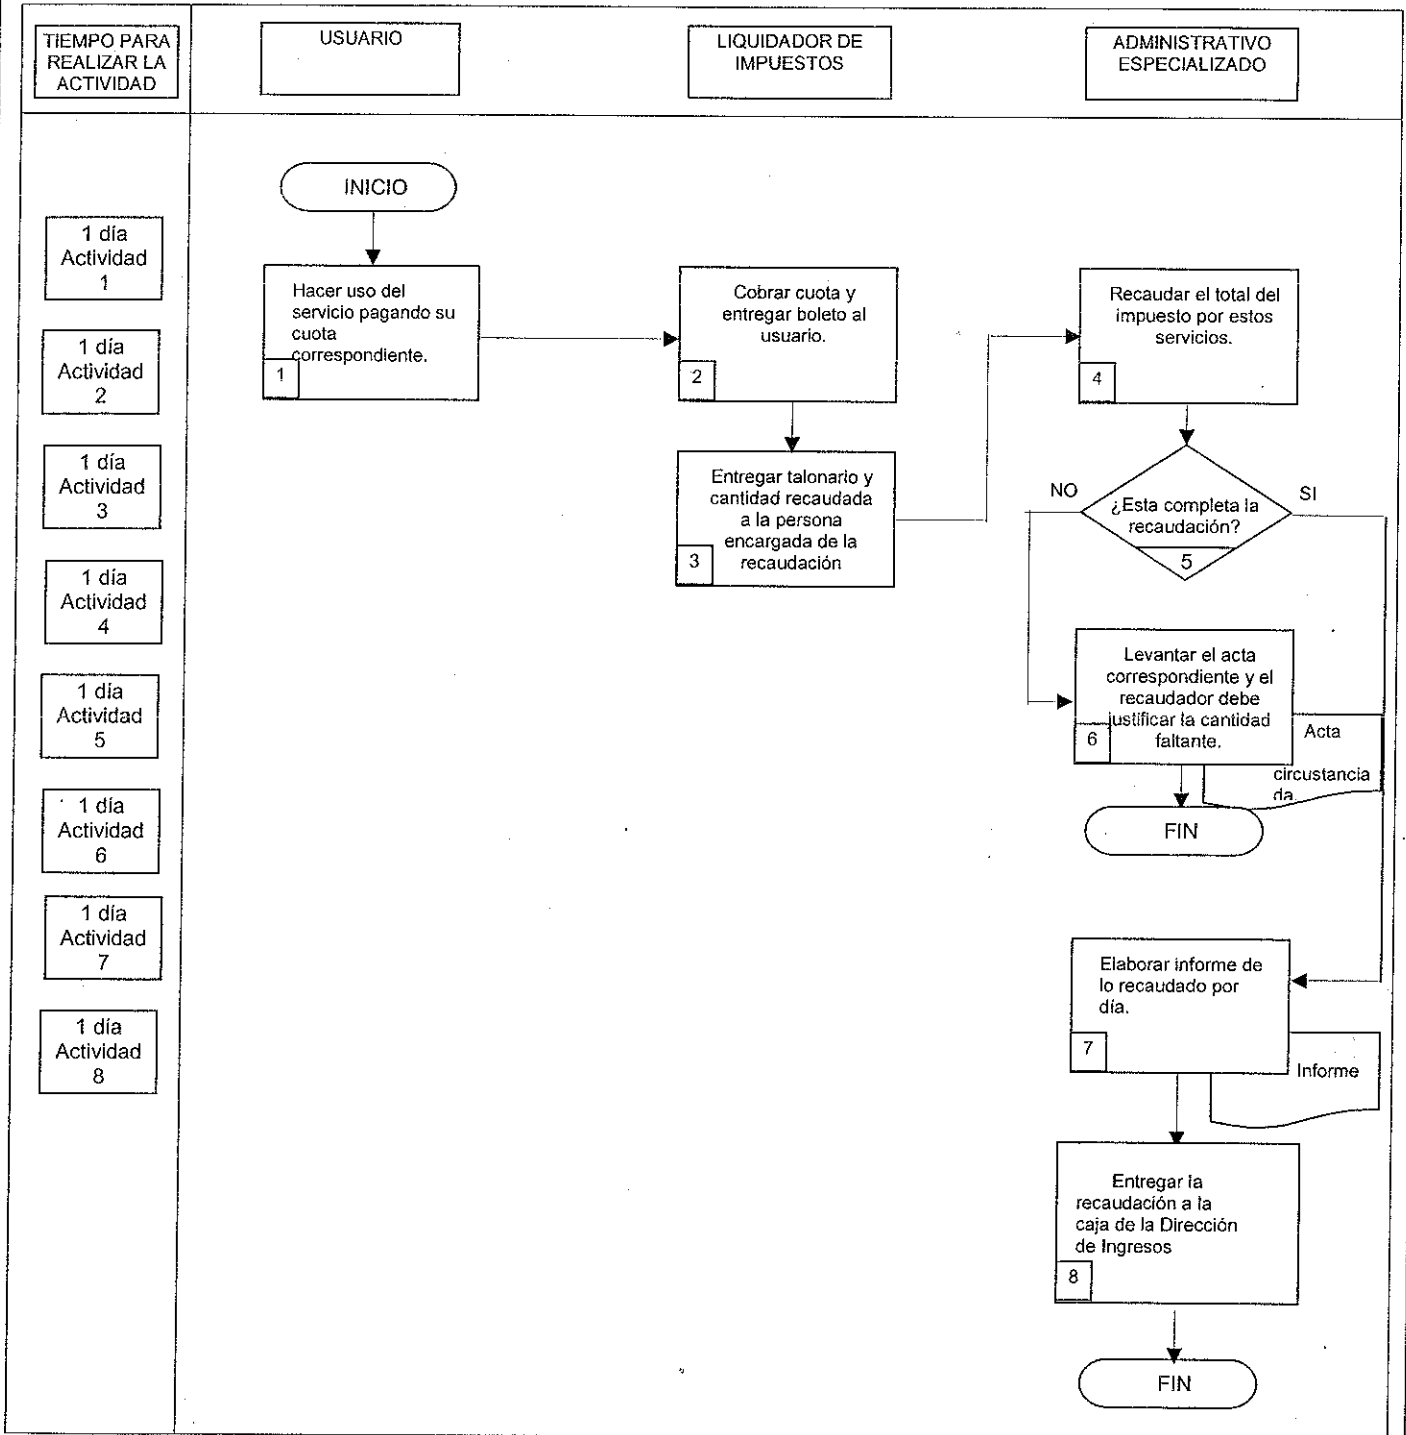 TIEMPO PARA
REALIZAR LA
ACTIVIDAD
USUARIO
LIQUIDADOR DE
IMPUESTOS
ADMINISTRATIVO
ESPECIALIZADO
1 día
Actividad
1
1 día
Actividad
2
1 día
Actividad
3
1 día
Actividad
4
1 día
Actividad
5
1 día
Actividad
6
1 día
Actividad
7
1 día
Actividad
8
INICIO
Hacer uso del
servicio pagando su
cuota
correspondiente.
1
Cobrar cuota y
entregar boleto al
usuario.
2
Entregar talonario y
cantidad recaudada
a la persona
encargada de la
recaudación
3
Recaudar el total del
impuesto por estos
servicios.
4
NO
¿Esta completa la
recaudación?
5
SI
Levantar el acta
correspondiente y el
recaudador debe
justificar la cantidad
faltante.
6
Acta
circustancia
da.
FIN
Elaborar informe de
lo recaudado por
día.
7
Informe
Entregar la
recaudación a la
caja de la Dirección
de Ingresos
8
FIN